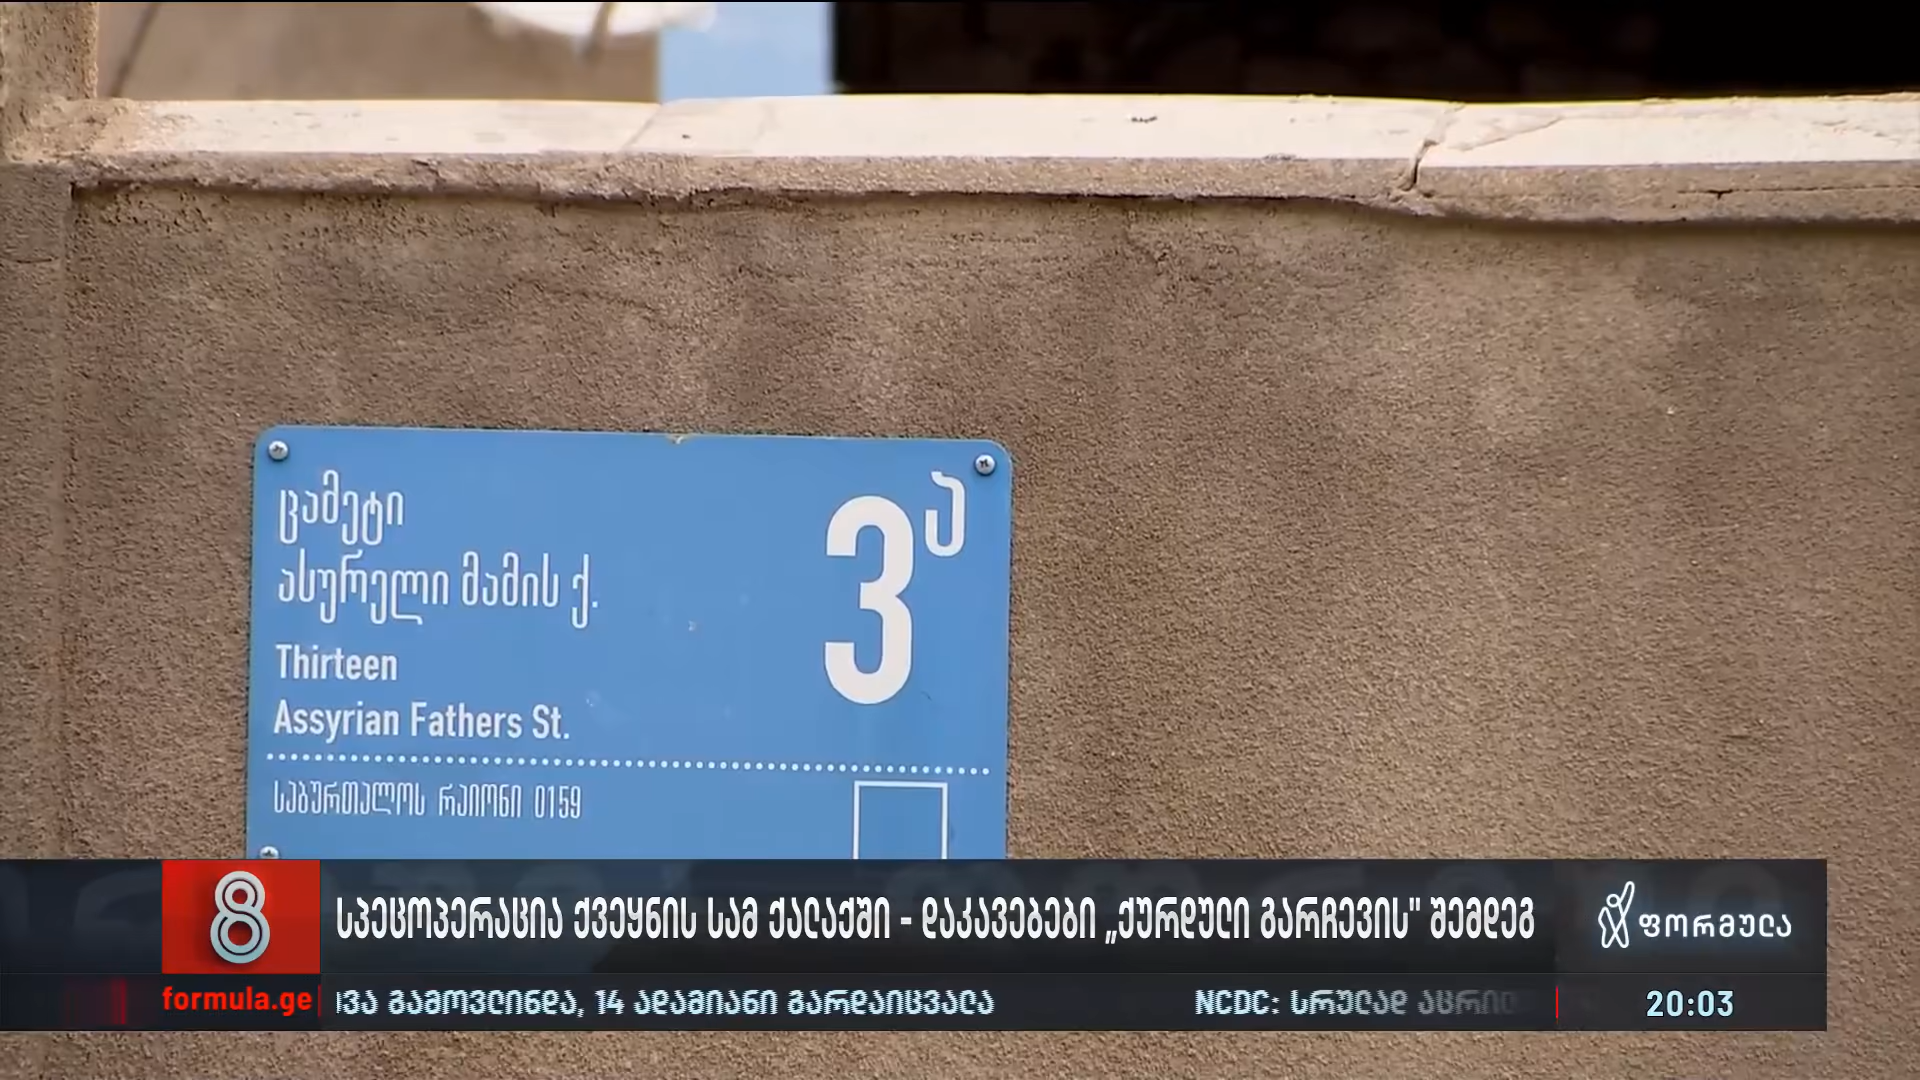 ცამეტი
ასურელი მამის ქ.
3ა
Thirteen
Assyrian Fathers St.
საბურთალოს რაიონი 0159
8 სპეცოპერაცია ქვეყნის სამ ქალაქში - დაკავებები „ქურდული გარჩევის" შემდეგ
ფორმულა
formula.ge
გამოვლინდა, 14 ადამიანი გარდაიცვალა
NCDC: სრულად
20:03